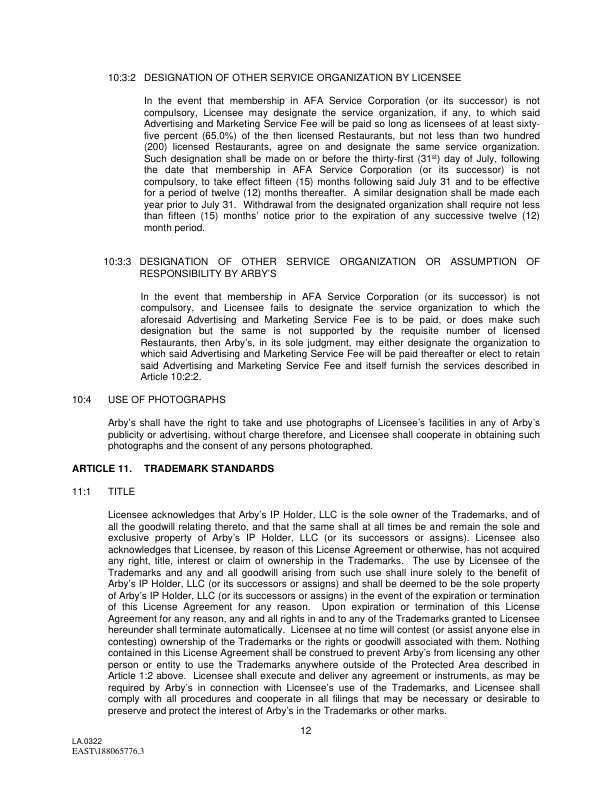 10:3:2 DESIGNATION OF OTHER SERVICE ORGANIZATION BY LICENSEE
In the event that membership in AFA Service Corporation (or its successor) is not
compulsory, Licensee may designate the service organization, if any, to which said
Advertising and Marketing Service Fee will be paid so long as licensees of at least sixty-
five percent (65.0%) of the then licensed Restaurants, but not less than two hundred
(200) licensed Restaurants, agree on and designate the same service organization.
Such designation shall be made on or before the thirty-first (31st) day of July, following
the date that membership in AFA Service Corporation (or its successor) is not
compulsory, to take effect fifteen (15) months following said July 31 and to be effective
for a period of twelve (12) months thereafter. A similar designation shall be made each
year prior to July 31. Withdrawal from the designated organization shall require not less
than fifteen (15) months' notice prior to the expiration of any successive twelve (12)
month period.
10:3:3 DESIGNATION OF OTHER SERVICE ORGANIZATION OR ASSUMPTION OF
RESPONSIBILITY BY ARBY'S
In the event that membership in AFA Service Corporation (or its successor) is not
compulsory, and Licensee fails to designate the service organization to which the
aforesaid Advertising and Marketing Service Fee is to be paid, or does make such
designation but the same is not supported by the requisite number of licensed
Restaurants, then Arby's, in its sole judgment, may either designate the organization to
which said Advertising and Marketing Service Fee will be paid thereafter or elect to retain
said Advertising and Marketing Service Fee and itself furnish the services described in
Article 10:2:2.
10:4 USE OF PHOTOGRAPHS
Arby's shall have the right to take and use photographs of Licensee's facilities in any of Arby's
publicity or advertising, without charge therefore, and Licensee shall cooperate in obtaining such
photographs and the consent of any persons photographed.
ARTICLE 11. TRADEMARK STANDARDS
11:1 TITLE
Licensee acknowledges that Arby's IP Holder, LLC is the sole owner of the Trademarks, and of
all the goodwill relating thereto, and that the same shall at all times be and remain the sole and
exclusive property of Arby's IP Holder, LLC (or its successors or assigns). Licensee also
acknowledges that Licensee, by reason of this License Agreement or otherwise, has not acquired
any right, title, interest or claim of ownership in the Trademarks. The use by Licensee of the
Trademarks and any and all goodwill arising from such use shall inure solely to the benefit of
Arby's IP Holder, LLC (or its successors or assigns) and shall be deemed to be the sole property
of Arby's IP Holder, LLC (or its successors or assigns) in the event of the expiration or termination
of this License Agreement for any reason. Upon expiration or termination of this License
Agreement for any reason, any and all rights in and to any of the Trademarks granted to Licensee
hereunder shall terminate automatically. Licensee at no time will contest (or assist anyone else in
contesting) ownership of the Trademarks or the rights or goodwill associated with them. Nothing
contained in this License Agreement shall be construed to prevent Arby's from licensing any other
person or entity to use the Trademarks anywhere outside of the Protected Area described in
Article 1:2 above. Licensee shall execute and deliver any agreement or instruments, as may be
required by Arby's in connection with Licensee's use of the Trademarks, and Licensee shall
comply with all procedures and cooperate in all filings that may be necessary or desirable to
preserve and protect the interest of Arby's in the Trademarks or other marks.
12
LA.0322
EAST\188065776.3